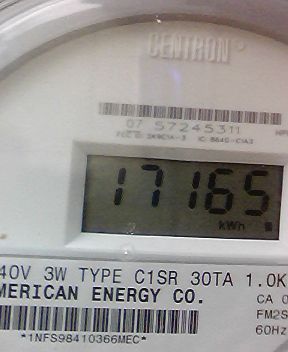 CENTRON®
07 57245311
17165
kWh
40V 3W TYPE C1SR 30TA 1.0K
MERICAN ENERGY CO.
CA 0
FM2S
60Hz
*1NFS98410366MEC*